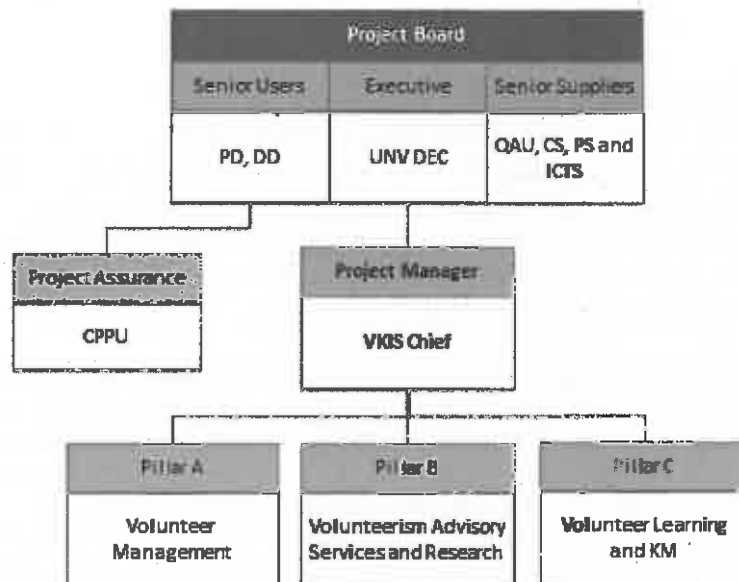 Project Board
Senior Users
Executive
Senior Suppliers
PD, DD
UNV DEC
QAU, CS, PS and
ICTS
Project Assurance
CPPU
Project Manager
VKIS Chief
Pillar A
Volunteer
Management
Pillar B
Volunteerism Advisory
Services and Research
Pillar C
Volunteer Learning
and KM